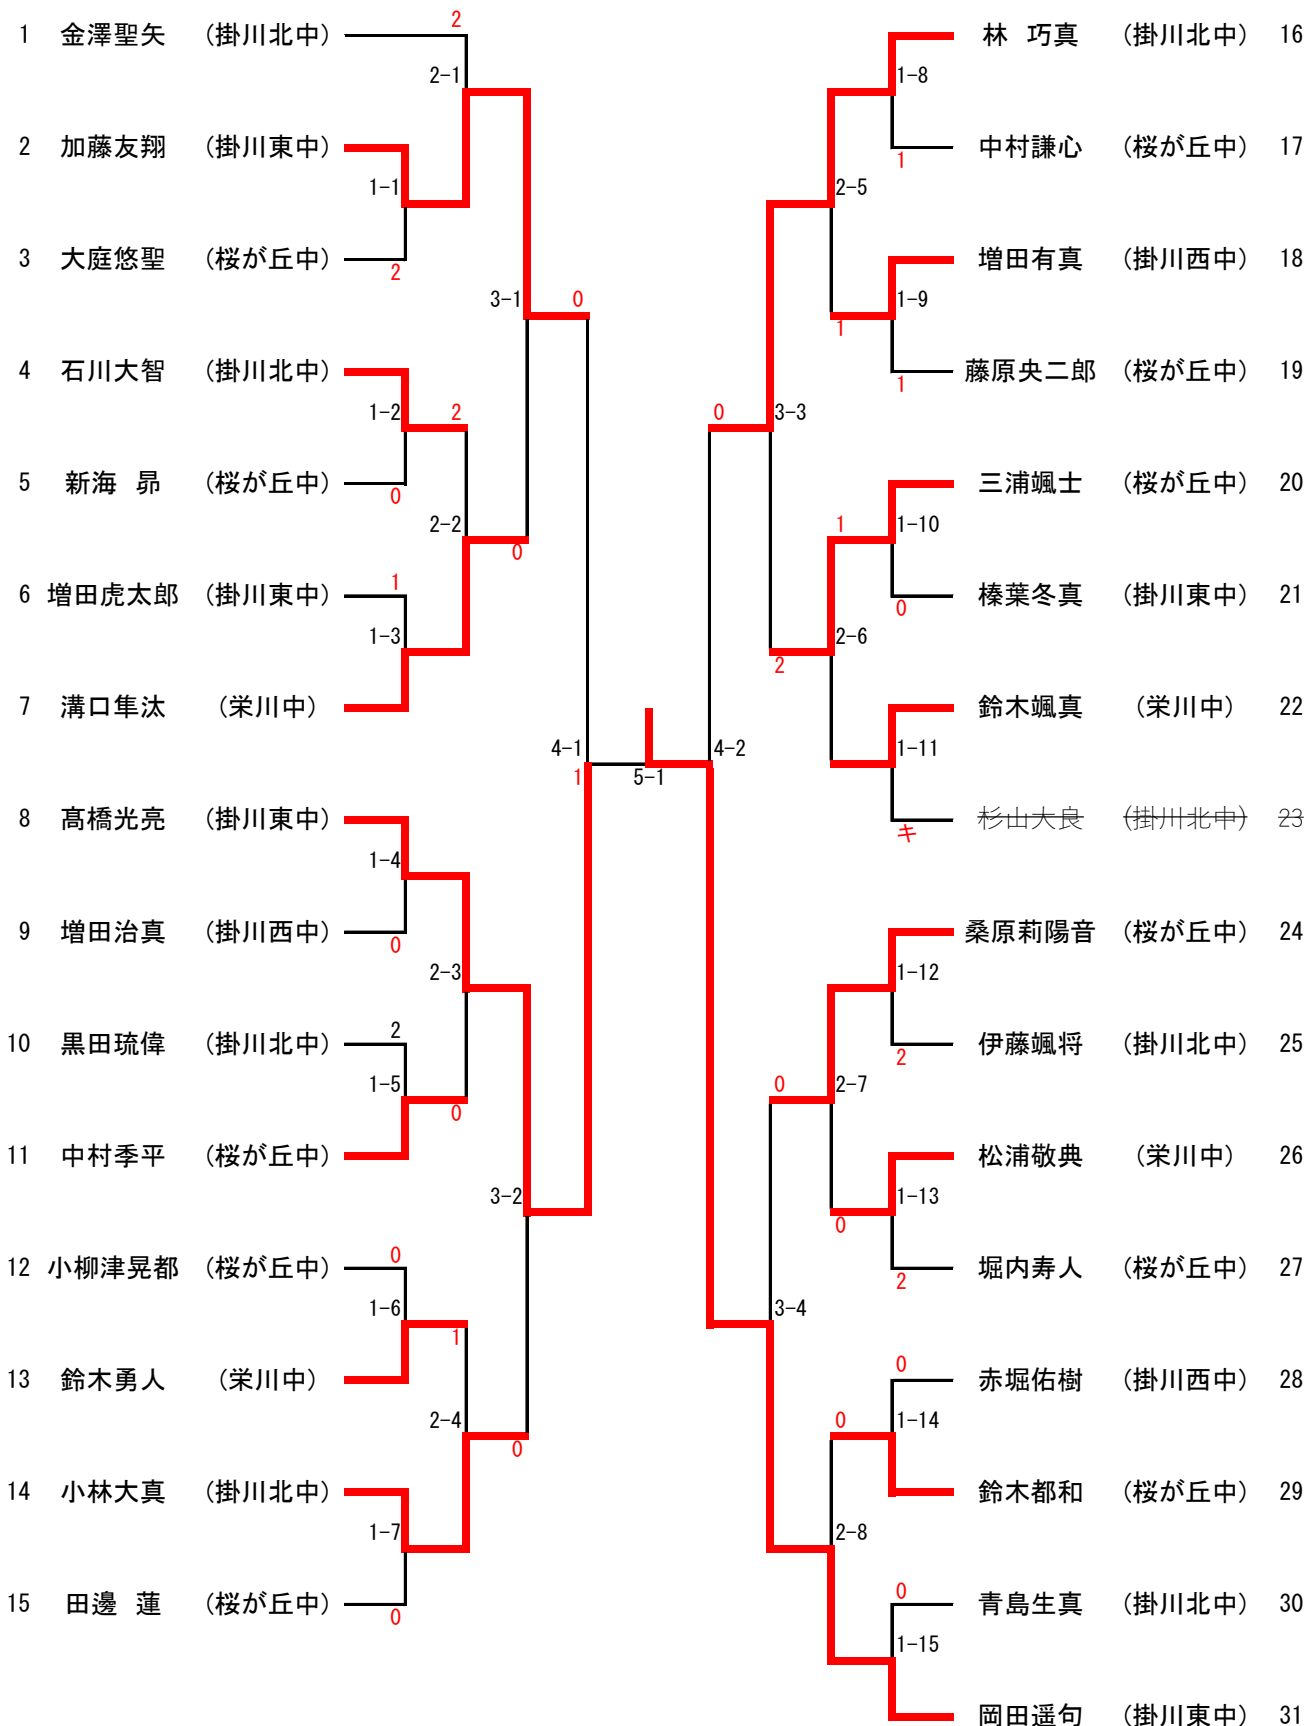 2
1 金澤聖矢 (掛川北中)
林 巧真 (掛川北中) 16
2-1
1-8
2 加藤友翔 (掛川東中)
中村謙心 (桜が丘中) 17
1
1-1
2-5
3 大庭悠聖 (桜が丘中)
増田有真 (掛川西中) 18
2
3-1
0
1-9
1
4 石川大智 (掛川北中)
藤原央二郎 (桜が丘中) 19
1
1-2
2
0
3-3
5 新海 昴 (桜が丘中)
三浦颯士 (桜が丘中) 20
0
2-2
1
1-10
0
6 増田虎太郎 (掛川東中)
1
榛葉冬真 (掛川東中) 21
0
1-3
2-6
2
7 溝口隼汰 (栄川中)
鈴木颯真 (栄川中) 22
4-1
4-2
1-11
1
5-1
8 髙橋光亮 (掛川東中)
杉山大良 (掛川北中) 23
キ
1-4
9 増田治真 (掛川西中)
桑原莉陽音 (桜が丘中) 24
0
2-3
1-12
2
10 黒田琉偉 (掛川北中)
伊藤颯将 (掛川北中) 25
2
1-5
0
2-7
0
11 中村季平 (桜が丘中)
松浦敬典 (栄川中) 26
3-2
1-13
0
0
12 小柳津晃都 (桜が丘中)
堀内寿人 (桜が丘中) 27
2
1-6
3-4
1
0
13 鈴木勇人 (栄川中)
赤堀佑樹 (掛川西中) 28
2-4
0
1-14
0
14 小林大真 (掛川北中)
鈴木都和 (桜が丘中) 29
1-7
2-8
0
15 田邊 蓮 (桜が丘中)
青島生真 (掛川北中) 30
0
1-15
岡田遥句 (掛川東中) 31